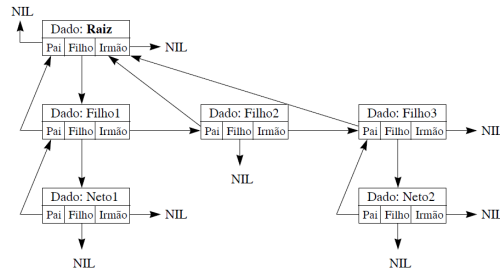 NIL
Dado: Raiz
Pai Filho Irmão
NIL
Dado: Filho1
Pai Filho Irmão
Dado: Filho2
Pai Filho Irmão
Dado: Filho3
Pai Filho Irmão
NIL
NIL
Dado: Neto1
Pai Filho Irmão
NIL
Dado: Neto2
Pai Filho Irmão
NIL
NIL
NIL